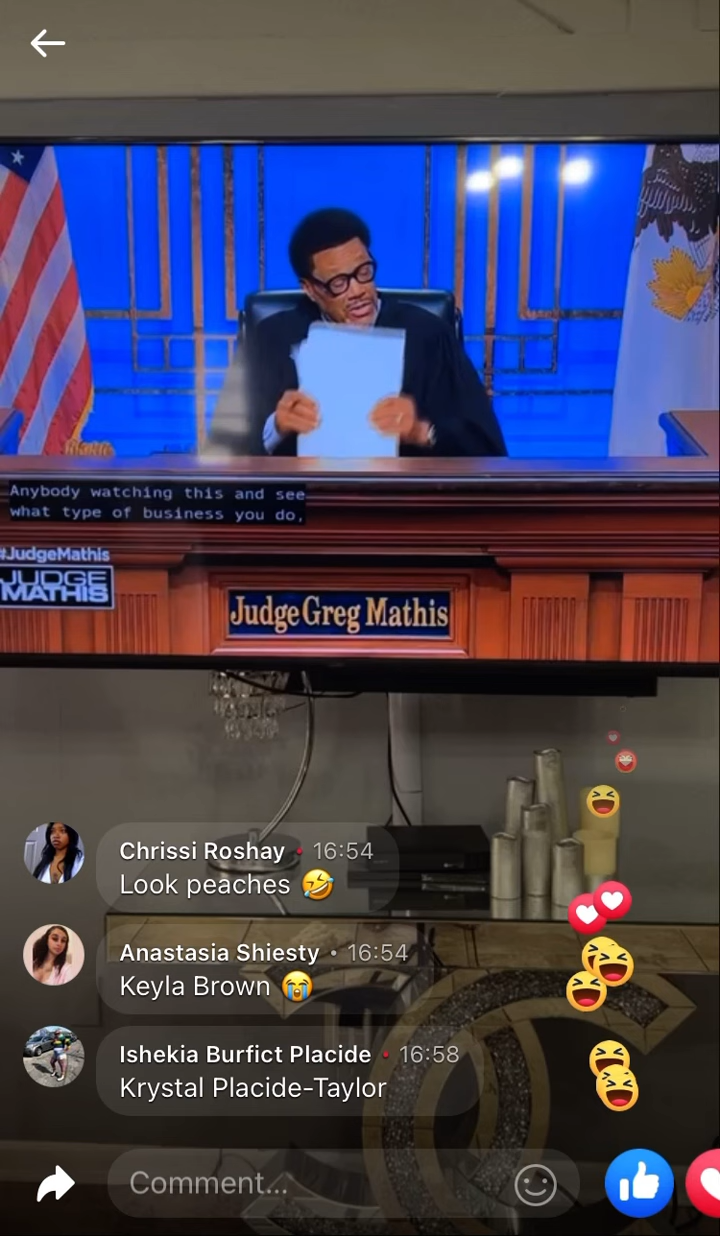 Anybody watching this and see
what type of business you do,
#JudgeMathis
JUDGE
MATHIS
Judge Greg Mathis
Chrissi Roshay • 16:54
Look peaches 🤣
Anastasia Shiesty • 16:54
Keyla Brown 😭
Ishekia Burfict Placide • 16:58
Krystal Placide-Taylor
Comment...